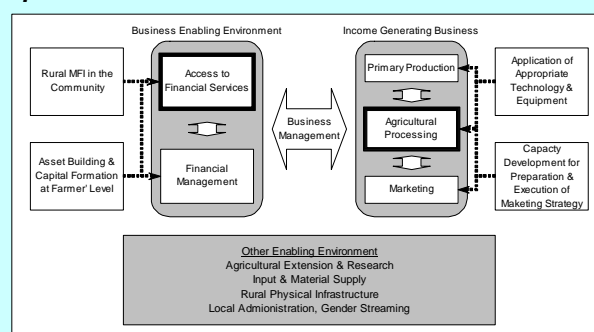 Business Enabling Environment
Income Generating Business
Rural MFI in the
Community
Access to
Financial Services
Primary Production
Application of
Appropriate
Technology &
Equipment
Business
Management
Agricultural
Processing
Asset Building &
Capital Formation
at Farmer' Level
Financial
Management
Marketing
Capacty
Development for
Preparation &
Execution of
Maketing Strategy
Other Enabling Environment
Agricultural Extension & Research
Input & Material Supply
Rural Physical Infrastructure
Local Admionistration, Gender Streaming